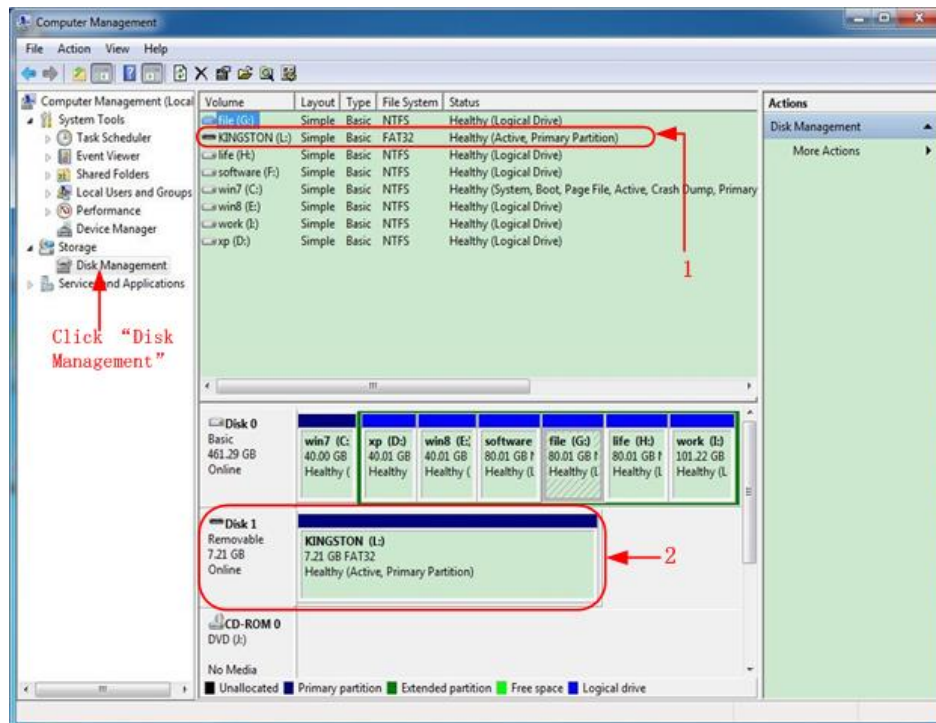 Computer Management
File Action View Help
Computer Management (Local
System Tools
Task Scheduler
Event Viewer
Shared Folders
Local Users and Groups
Performance
Device Manager
Storage
Disk Management
Services and Applications
Click “Disk
Management”
Volume Layout Type File System Status
file (G:) Simple Basic NTFS Healthy (Logical Drive)
KINGSTON (L:) Simple Basic FAT32 Healthy (Active, Primary Partition)
life (H:) Simple Basic NTFS Healthy (Logical Drive)
software (F:) Simple Basic NTFS Healthy (Logical Drive)
win7 (C:) Simple Basic NTFS Healthy (System, Boot, Page File, Active, Crash Dump, Primary
win8 (E:) Simple Basic NTFS Healthy (Logical Drive)
work (I:) Simple Basic NTFS Healthy (Logical Drive)
xp (D:) Simple Basic NTFS Healthy (Logical Drive)
1
Actions
Disk Management
More Actions
Disk 0
Basic
461.29 GB
Online
win7 (C:
40.00 GB
Healthy (
xp (D:)
40.01 GB
Healthy
win8 (E:
40.01 GB
Healthy (
software
80.01 GB N
Healthy (L
file (G:)
80.01 GB N
Healthy (L
life (H:)
80.01 GB N
Healthy (L
work (I:)
101.22 GB
Healthy (L
Disk 1
Removable
7.21 GB
Online
KINGSTON (L:)
7.21 GB FAT32
Healthy (Active, Primary Partition)
2
CD-ROM 0
DVD (J:)
No Media
Unallocated Primary partition Extended partition Free space Logical drive